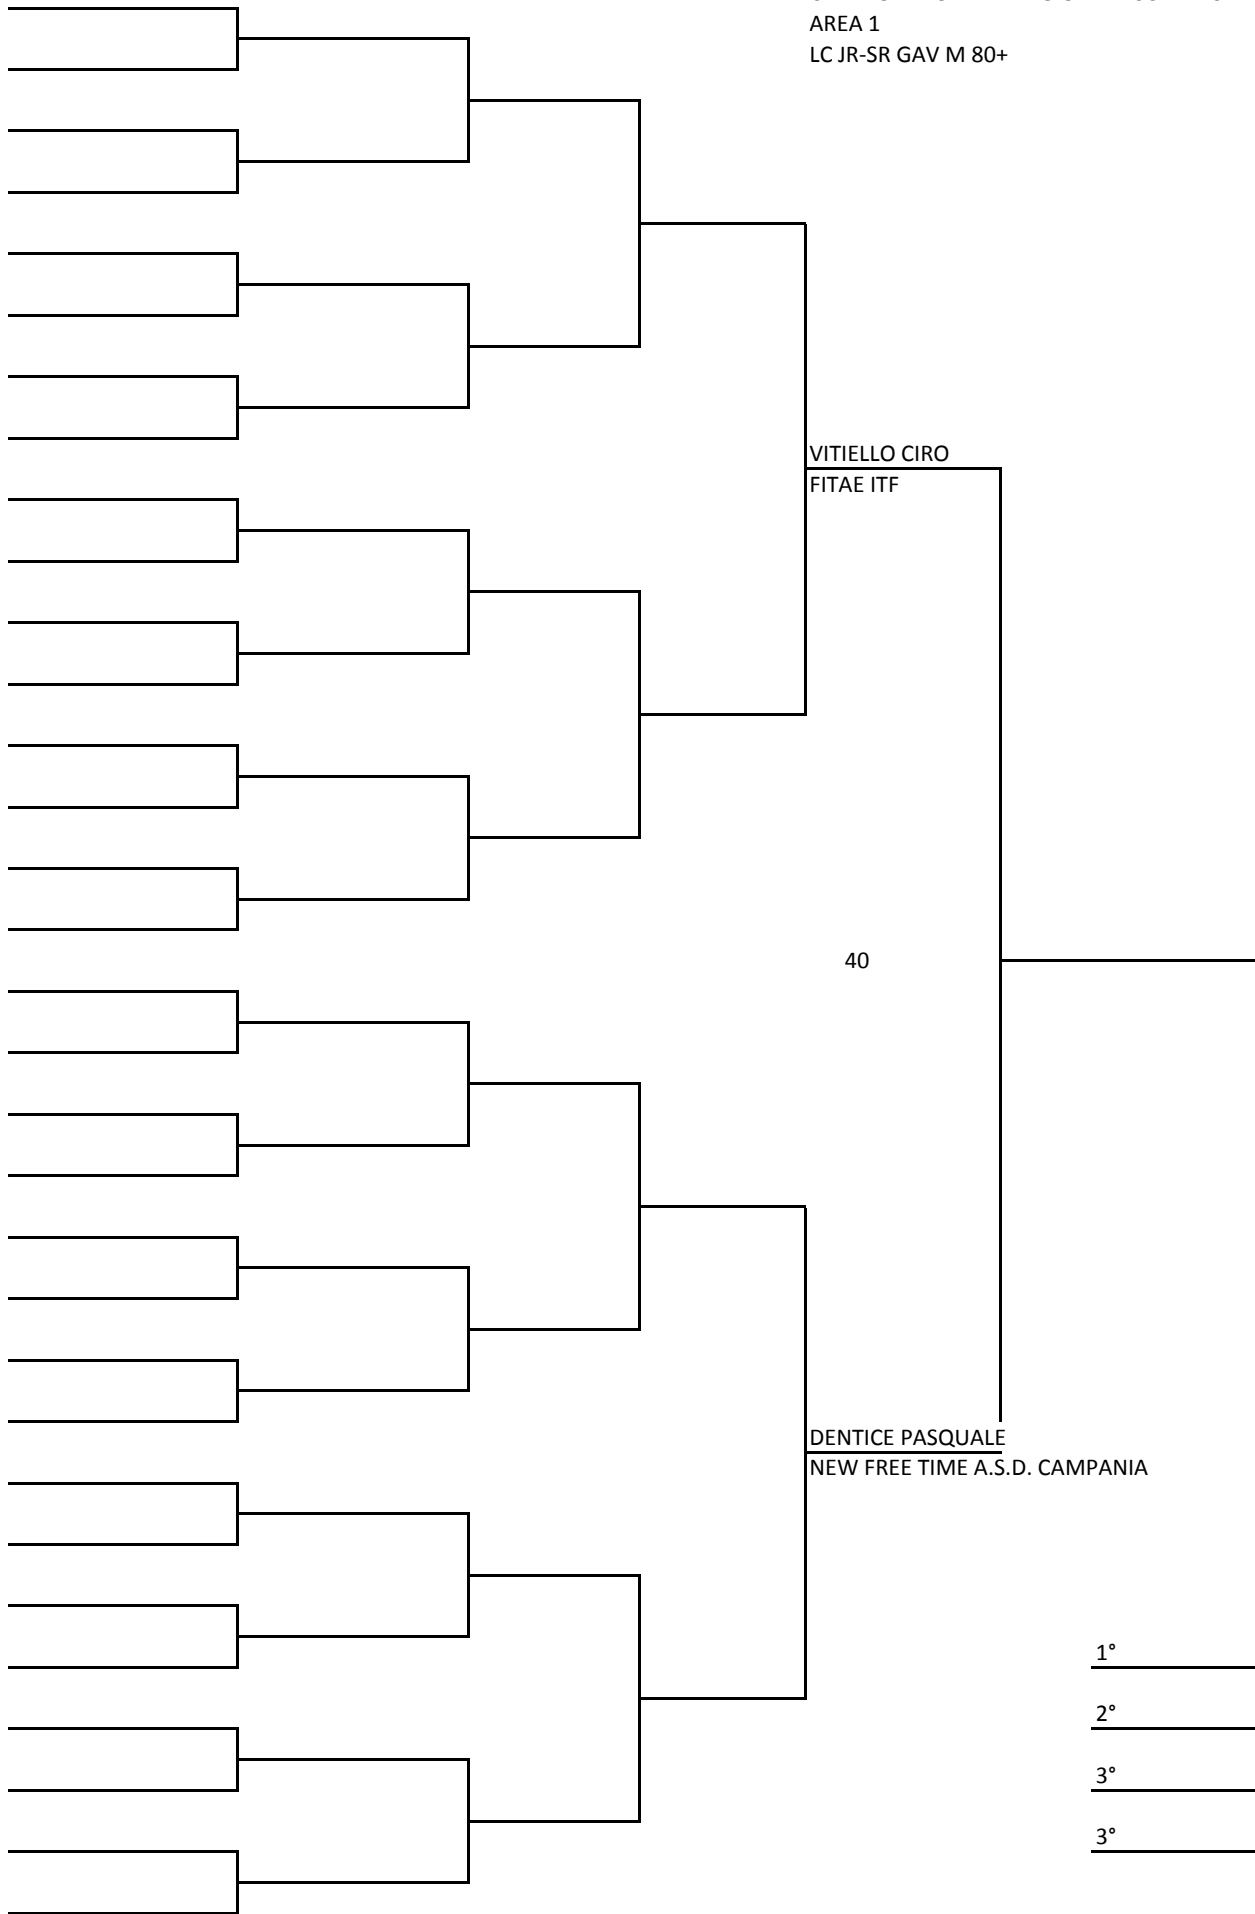 AREA 1
LC JR-SR GAV M 80+
VITIELLO CIRO
FITAE ITF
40
DENTICE PASQUALE
NEW FREE TIME A.S.D. CAMPANIA
1°
2°
3°
3°